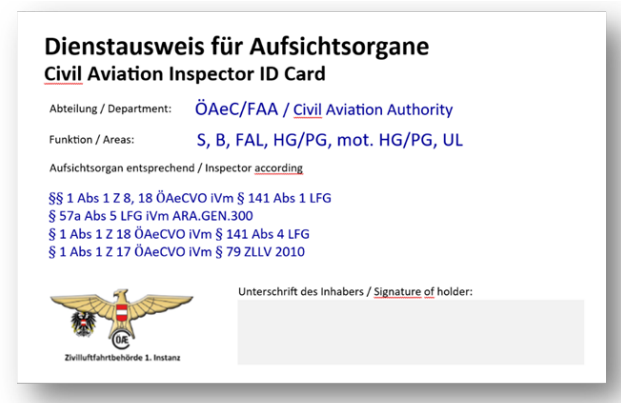 Dienstausweis für Aufsichtsorgane
Civil Aviation Inspector ID Card
Abteilung / Department: ÖAeC/FAA / Civil Aviation Authority
Funktion / Areas: S, B, FAL, HG/PG, mot. HG/PG, UL
Aufsichtsorgan entsprechend / Inspector according
§§ 1 Abs 1 Z 8, 18 ÖAeCVO iVm § 141 Abs 1 LFG
§ 57a Abs 5 LFG iVm ARA.GEN.300
§ 1 Abs 1 Z 18 ÖAeCVO iVm § 141 Abs 4 LFG
§ 1 Abs 1 Z 17 ÖAeCVO iVm § 79 ZLLV 2010
Unterschrift des Inhabers / Signature of holder:
Zivilluftfahrtbehörde 1. Instanz